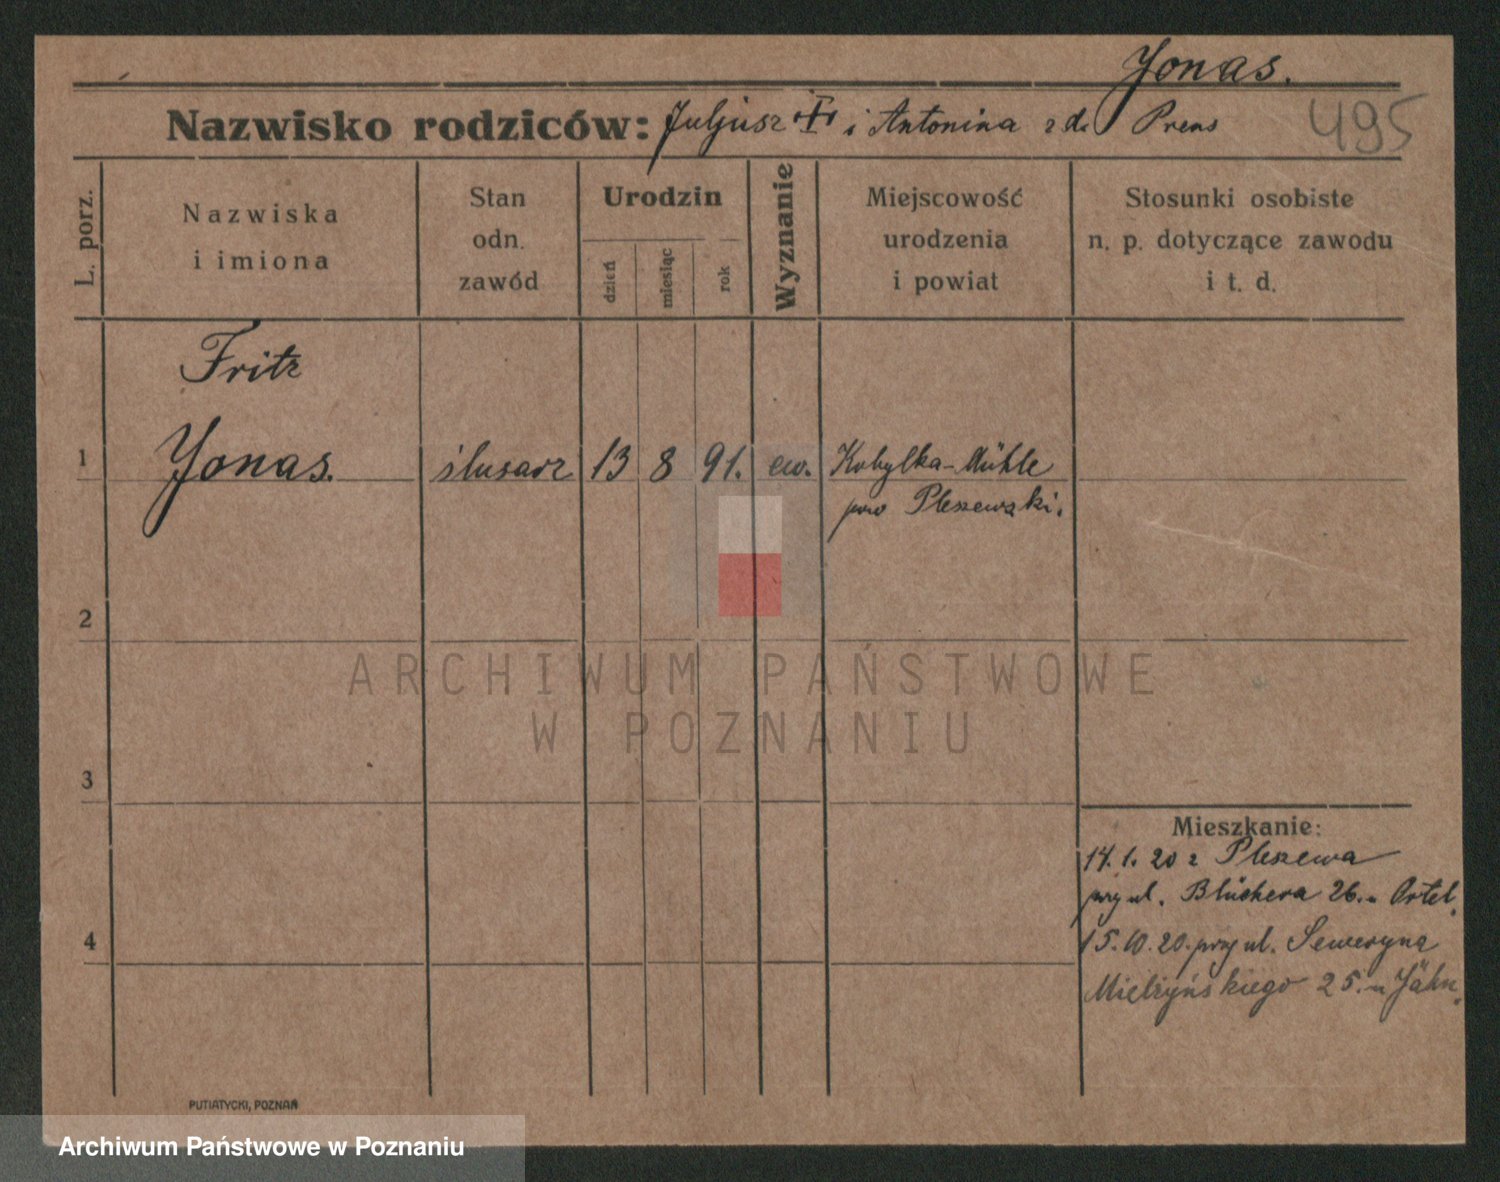 Jonas.
Nazwisko rodziców: Juljusz i Antonina z d. Prens
495
L. porz.
Nazwiska
i imiona
Stan
odn.
zawód
Urodzin
dzień
miesiąc
rok
Wyznanie
Miejscowość
urodzenia
i powiat
Stosunki osobiste
n. p. dotyczące zawodu
i t. d.
Fritz
1 Jonas. ślusarz 13 8 91. ew. Kobylka-Mühle
pow Pleszewski.
2
ARCHIWUM PAŃSTWOWE
W POZNANIU
3
Mieszkanie:
14.1.20 z Pleszewa
przy ul. Blüchera 26. u Ortel.
4
15.10.20. przy ul. Seweryna
Mielżyńskiego 25. u Jähn.
PUTIATYCKI, POZNAŃ
Archiwum Państwowe w Poznaniu